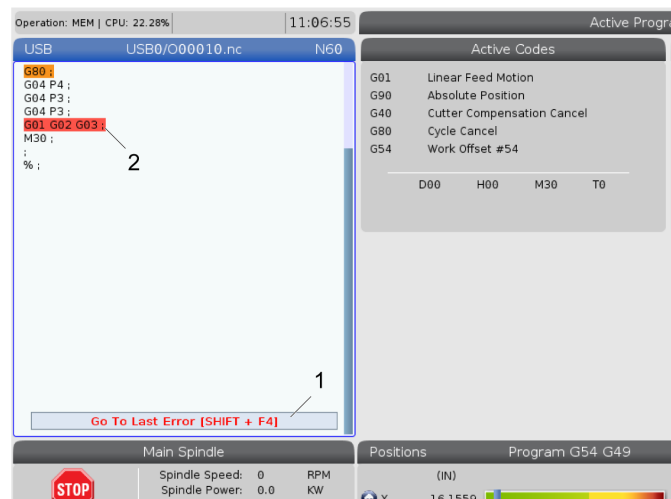 Operation: MEM | CPU: 22.28%
11:06:55
Active Progra
USB USB0/O00010.nc N60
G80 ;
G04 P4 ;
G04 P3 ;
G04 P3 ;
G01 G02 G03 ;
M30 ;
;
% ;
2
1
Go To Last Error [SHIFT + F4]
Active Codes
G01 Linear Feed Motion
G90 Absolute Position
G40 Cutter Compensation Cancel
G80 Cycle Cancel
G54 Work Offset #54
D00 H00 M30 T0
Main Spindle
STOP
Spindle Speed: 0 RPM
Spindle Power: 0.0 KW
Positions Program G54 G49
(IN)
X 16.1559